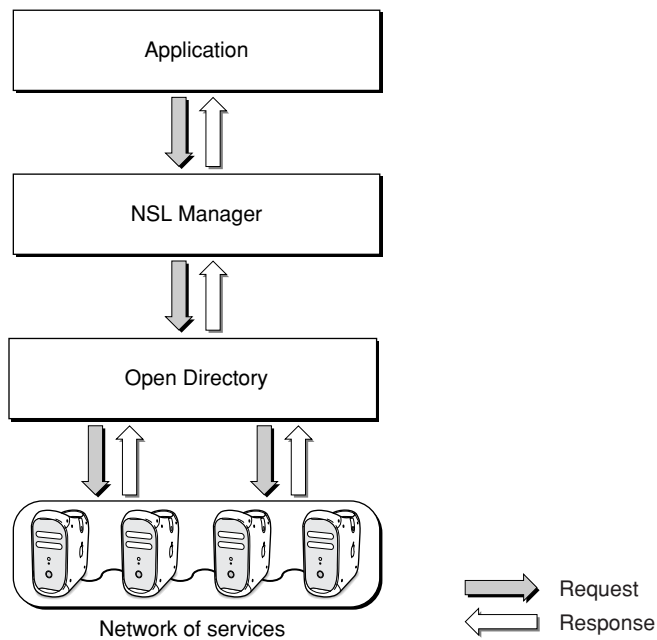 Application
NSL Manager
Open Directory
Network of services
Request
Response